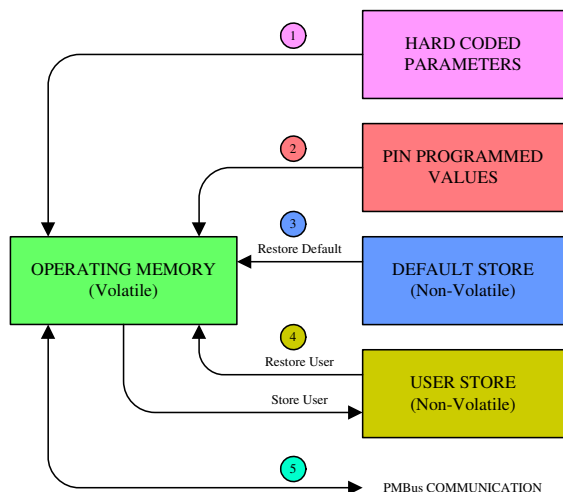 1
HARD CODED
PARAMETERS
2
PIN PROGRAMMED
VALUES
3
Restore Default
OPERATING MEMORY
(Volatile)
DEFAULT STORE
(Non-Volatile)
4
Restore User
Store User
USER STORE
(Non-Volatile)
5
PMBus COMMUNICATION